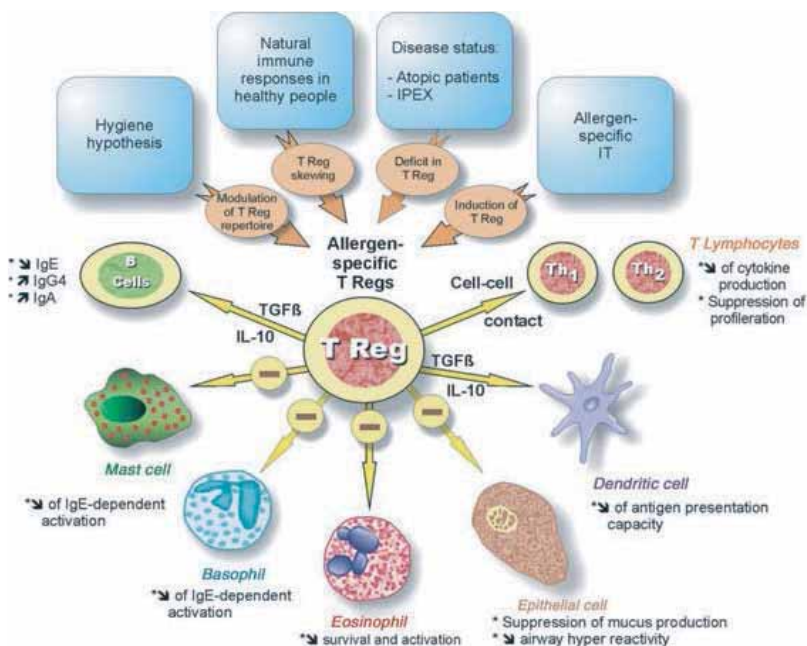 Hygiene
hypothesis
Natural
immune
responses in
healthy people
Disease status:
- Atopic patients
- IPEX
Allergen-
specific
IT
Modulation
of T Reg
repertoire
T Reg
skewing
Deficit in
T Reg
Induction of
T Reg
Allergen-
specific
T Regs
* ↘ IgE
* ↗ IgG4
* ↗ IgA
B
Cells
TGFß
IL-10
T Reg
Cell-cell
contact
Th1
Th2
T Lymphocytes
*↘ of cytokine
production
* Suppression of
profileration
TGFß
IL-10
Mast cell
*↘ of IgE-dependent
activation
Basophil
*↘ of IgE-dependent
activation
Eosinophil
*↘ survival and activation
Epithelial cell
* Suppression of mucus production
* ↘ airway hyper reactivity
Dendritic cell
*↘ of antigen presentation
capacity